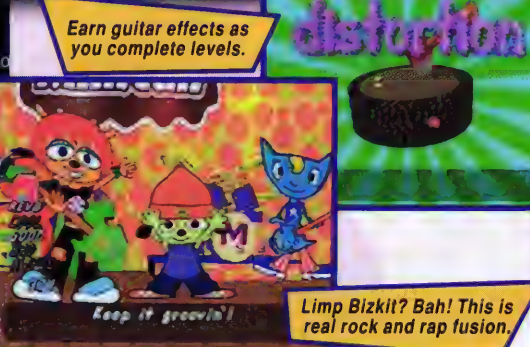 Earn guitar effects as
you complete levels.
distortion
M
Keep it groovin'!
Limp Bizkit? Bah! This is
real rock and rap fusion.